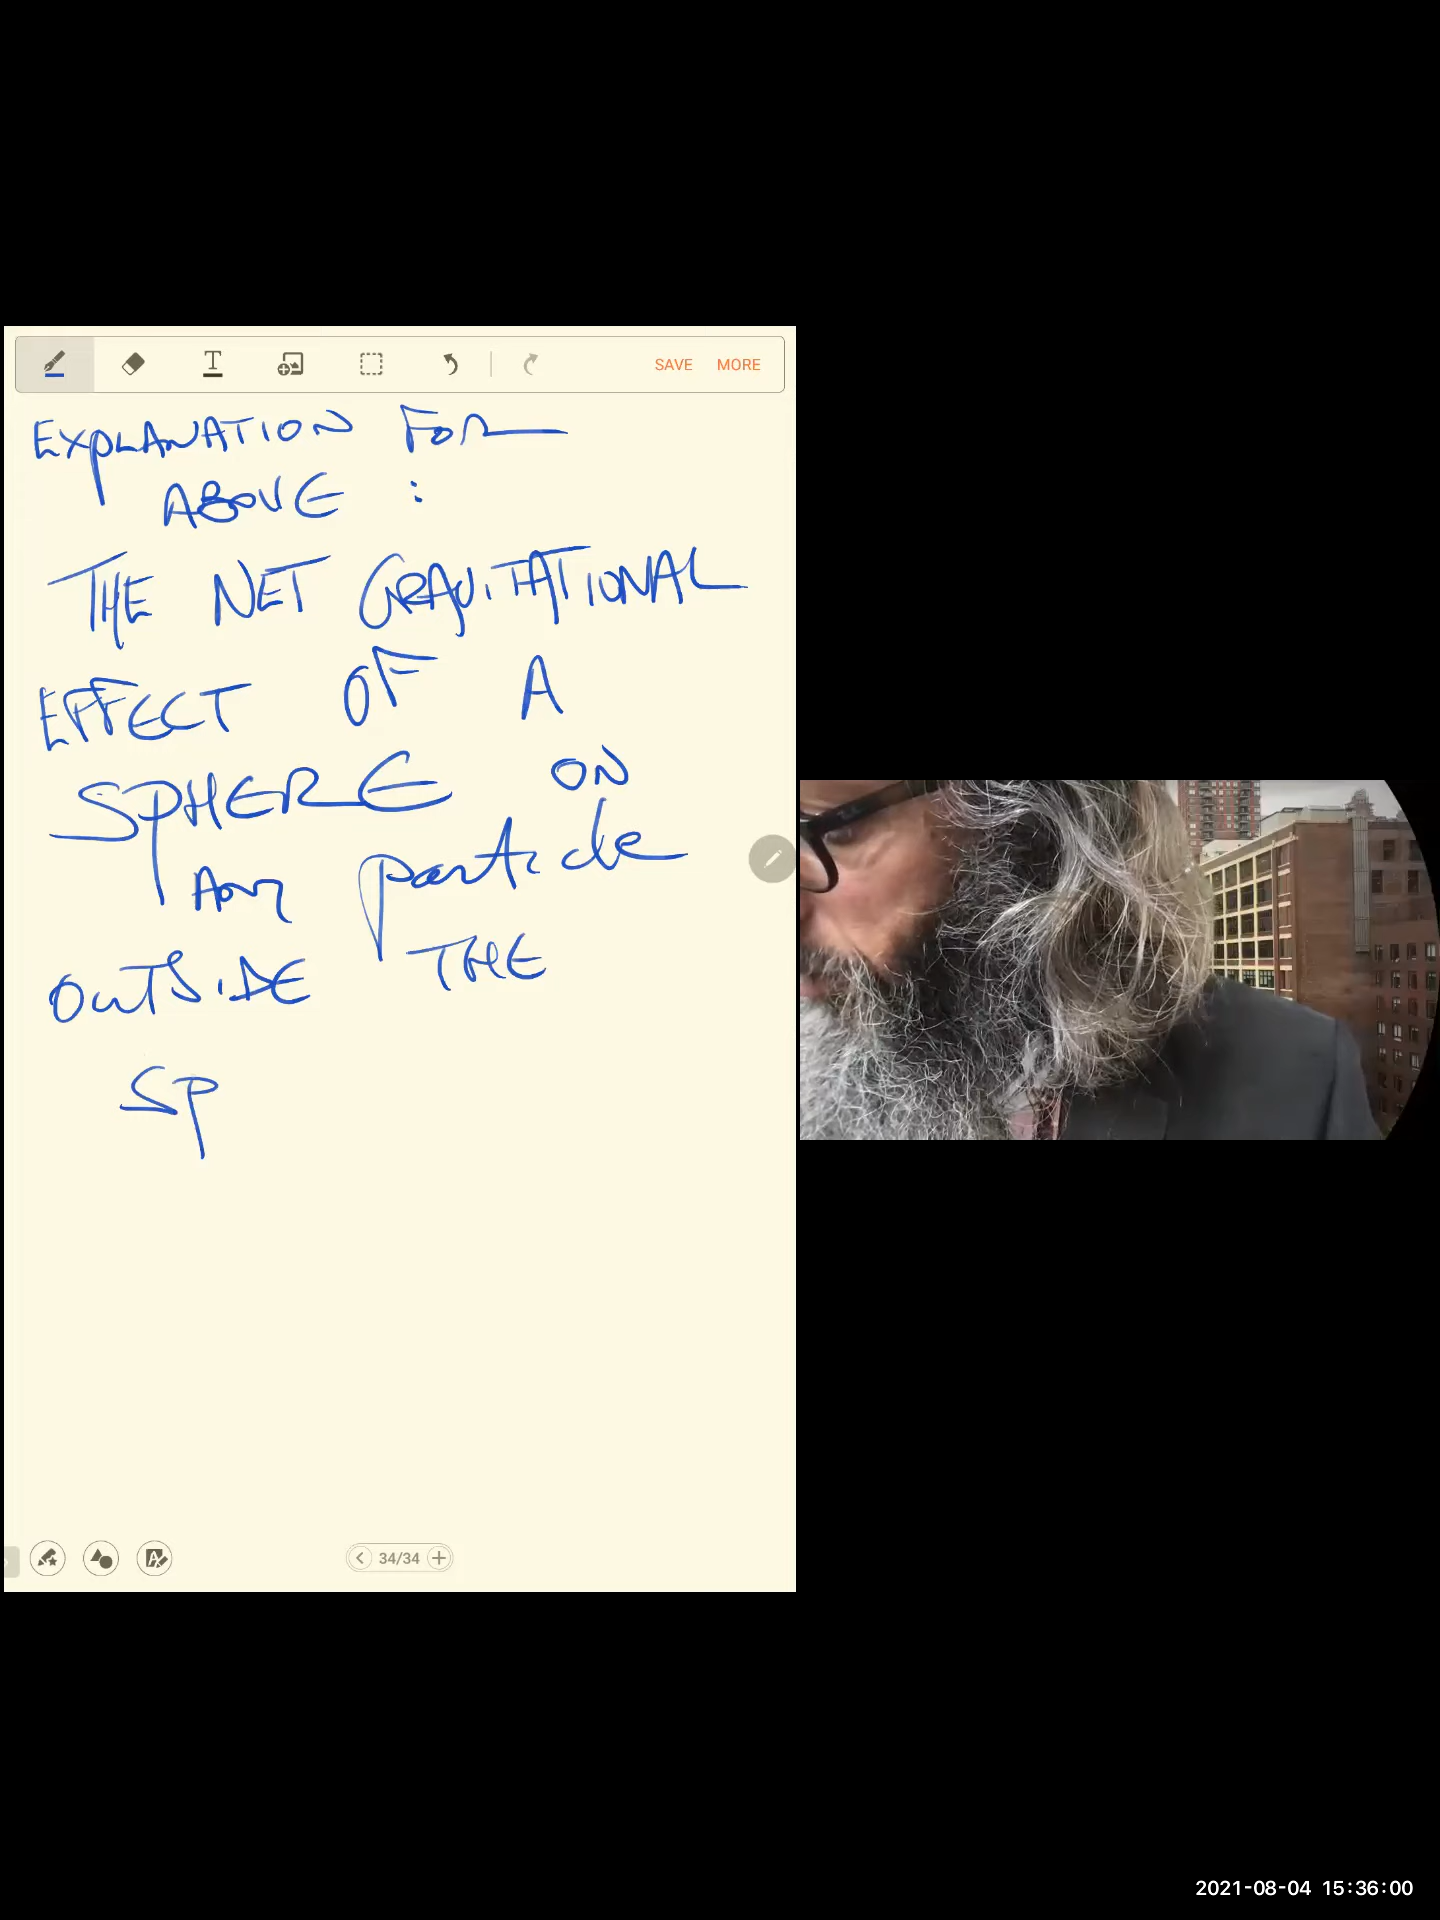 T
SAVE
MORE
EXPLANATION FOR
ABOVE :
THE NET GRAVITATIONAL
EFFECT OF A
SPHERE ON
Any particle
OUTSIDE THE
SP
A
34/34
2021-08-04 15:36:00